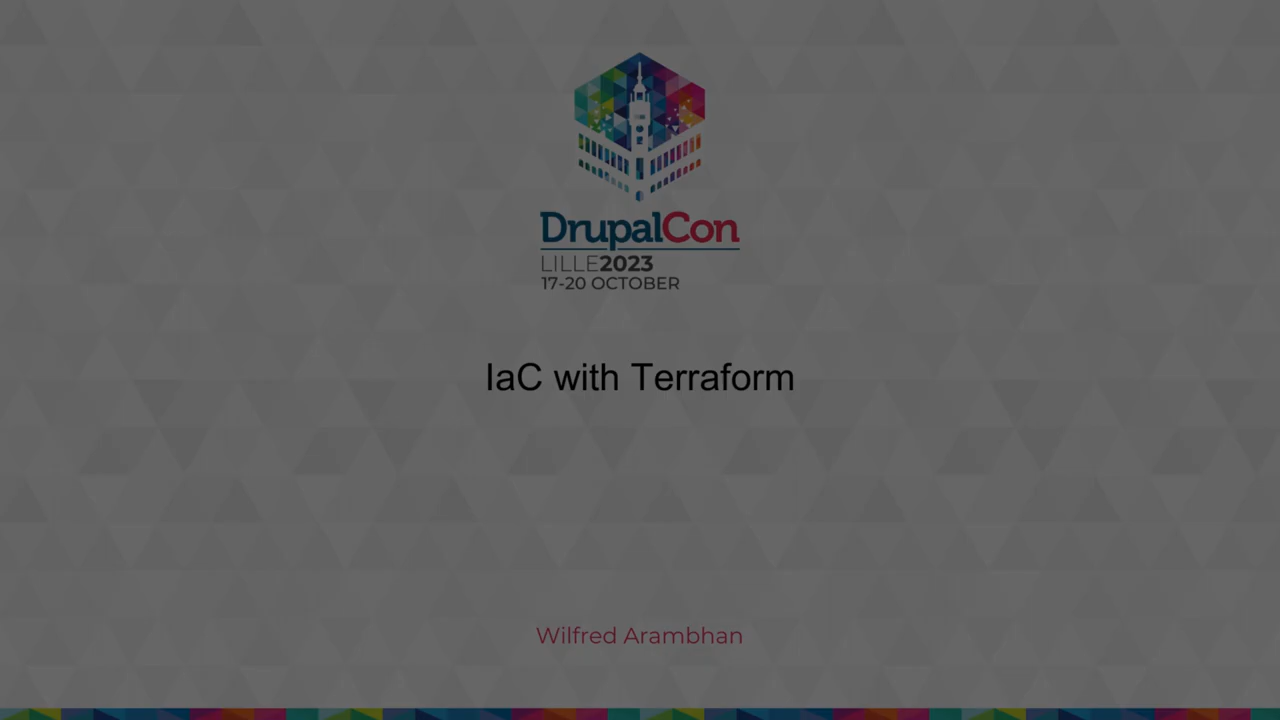 DrupalCon
LILLE2023
17-20 OCTOBER
IaC with Terraform
Wilfred Arambhan